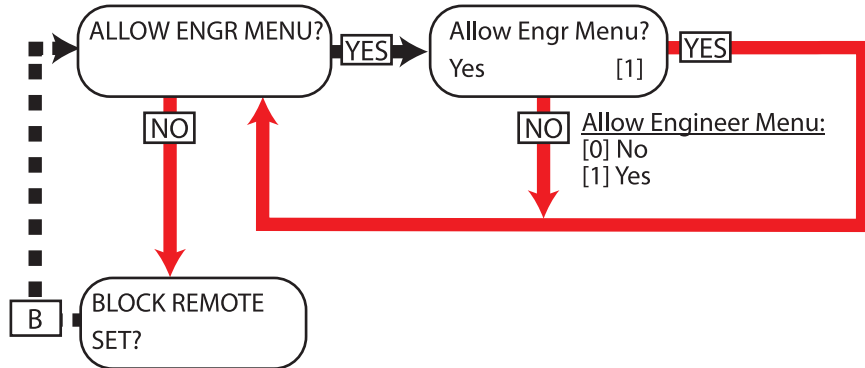 ALLOW ENGR MENU?
YES
Allow Engr Menu?
Yes [1]
YES
NO
NO
Allow Engineer Menu:
[0] No
[1] Yes
B
BLOCK REMOTE
SET?